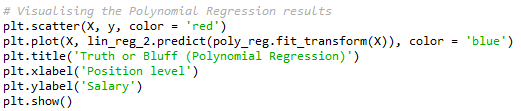 # Visualising the Polynomial Regression results
plt.scatter(X, y, color = 'red')
plt.plot(X, lin_reg_2.predict(poly_reg.fit_transform(X)), color = 'blue')
plt.title('Truth or Bluff (Polynomial Regression)')
plt.xlabel('Position level')
plt.ylabel('Salary')
plt.show()